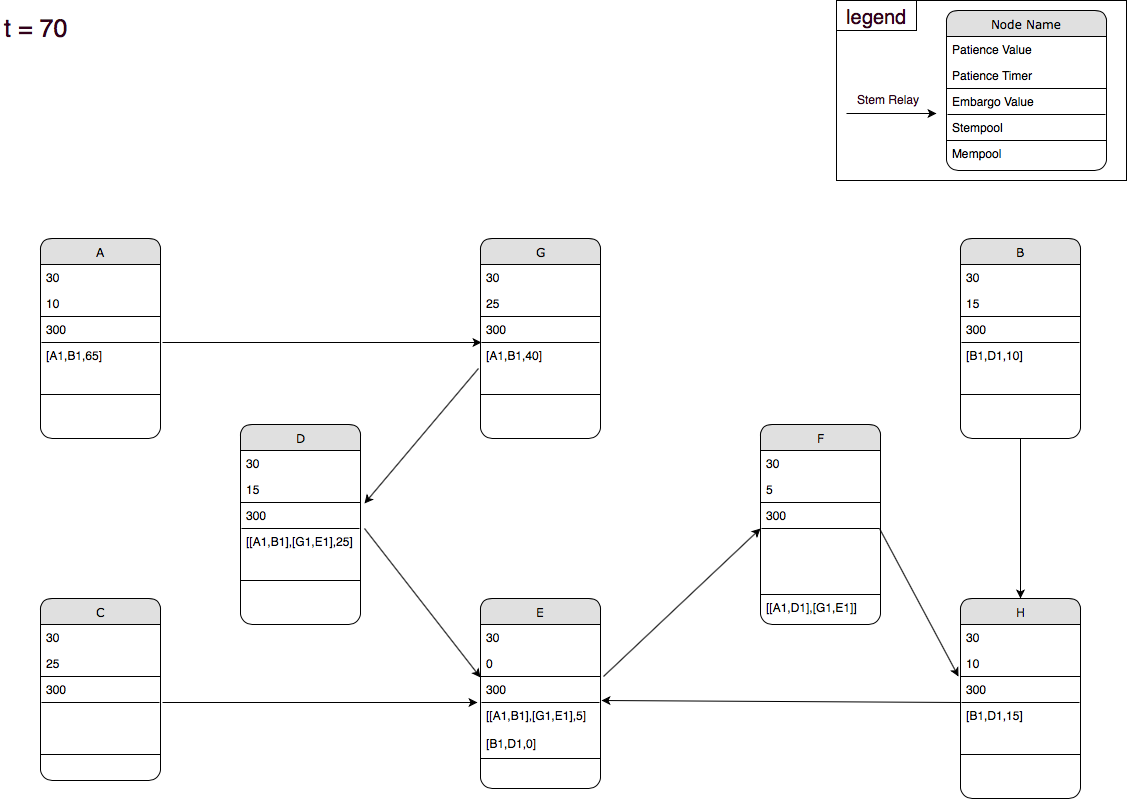 t = 70
legend
Node Name
Patience Value
Patience Timer
Stem Relay
Embargo Value
Stempool
Mempool
A
30
10
300
[A1,B1,65]
G
30
25
300
[A1,B1,40]
B
30
15
300
[B1,D1,10]
D
30
15
300
[[A1,B1],[G1,E1],25]
F
30
5
300
[[A1,D1],[G1,E1]]
C
30
25
300
E
30
0
300
[[A1,B1],[G1,E1],5]
[B1,D1,0]
H
30
10
300
[B1,D1,15]